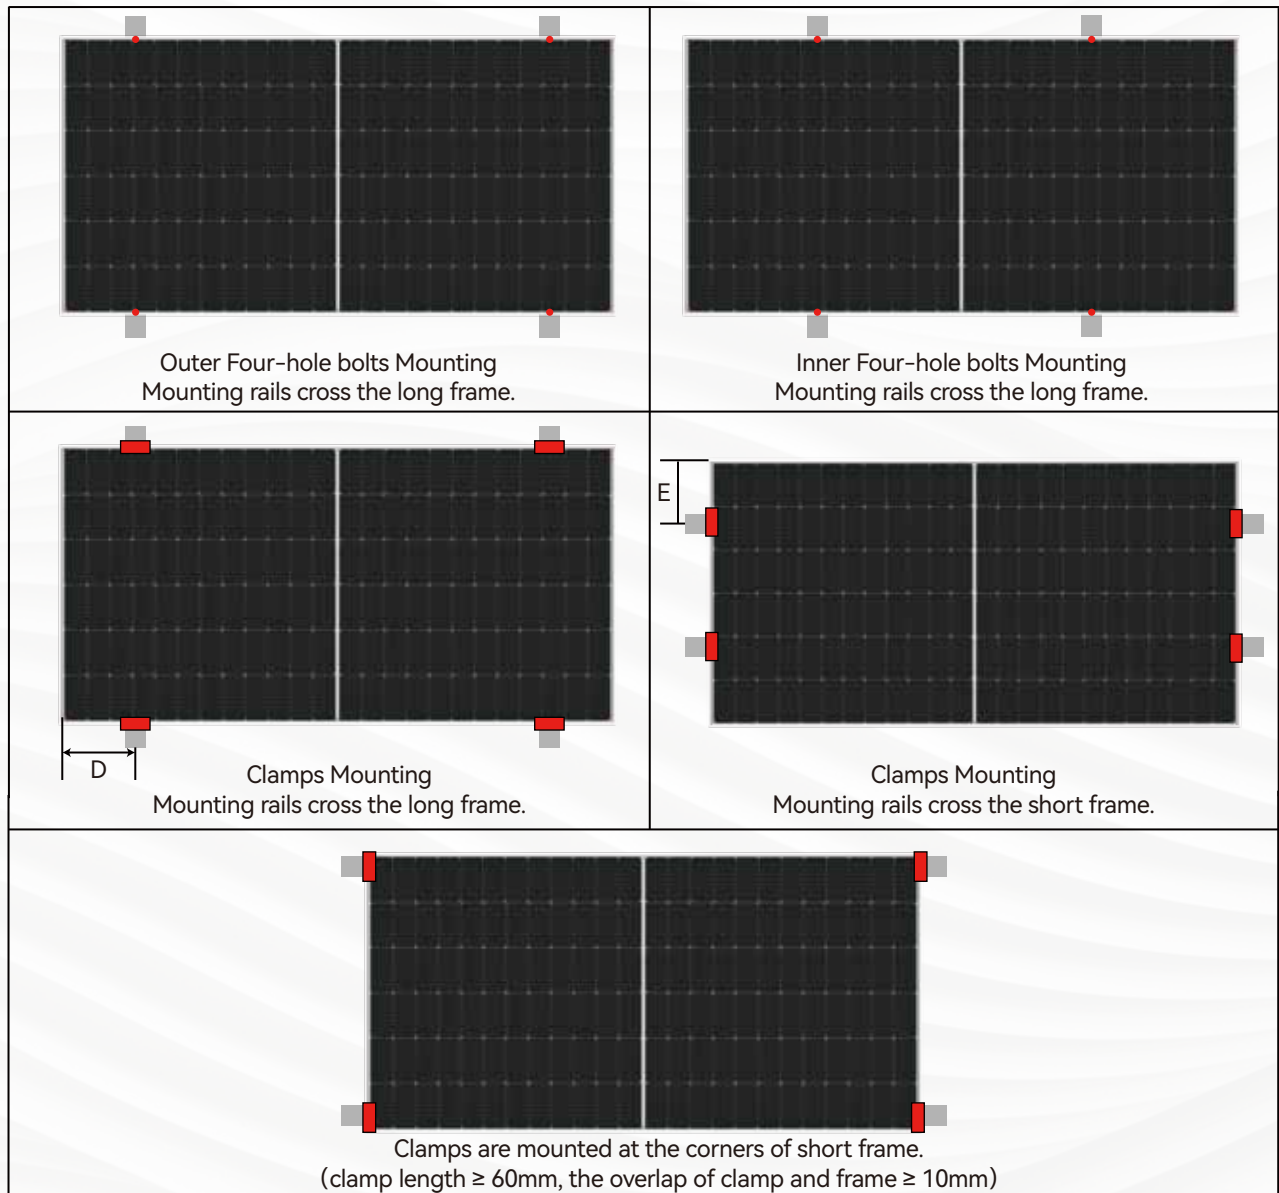 Outer Four-hole bolts Mounting
Mounting rails cross the long frame.
Inner Four-hole bolts Mounting
Mounting rails cross the long frame.
D
Clamps Mounting
Mounting rails cross the long frame.
E
Clamps Mounting
Mounting rails cross the short frame.
Clamps are mounted at the corners of short frame.
(clamp length ≥ 60mm, the overlap of clamp and frame ≥ 10mm)